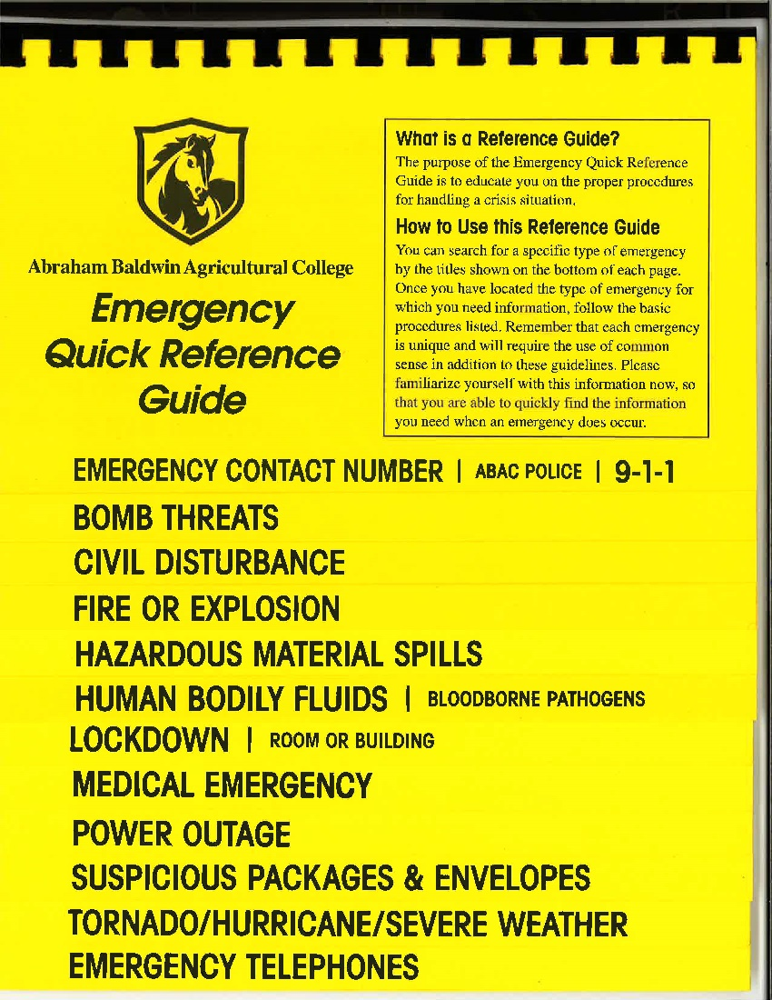 Abraham Baldwin Agricultural College
Emergency
Quick Reference
Guide
What is a Reference Guide?
The purpose of the Emergency Quick Reference
Guide is to educate you on the proper procedures
for handling a crisis situation.
How to Use this Reference Guide
You can search for a specific type of emergency
by the titles shown on the bottom of each page.
Once you have located the type of emergency for
which you need information, follow the basic
procedures listed. Remember that each emergency
is unique and will require the use of common
sense in addition to these guidelines. Please
familiarize yourself with this information now, so
that you are able to quickly find the information
you need when an emergency does occur.
EMERGENCY CONTACT NUMBER | ABAC POLICE | 9-1-1
BOMB THREATS
CIVIL DISTURBANCE
FIRE OR EXPLOSION
HAZARDOUS MATERIAL SPILLS
HUMAN BODILY FLUIDS | BLOODBORNE PATHOGENS
LOCKDOWN | ROOM OR BUILDING
MEDICAL EMERGENCY
POWER OUTAGE
SUSPICIOUS PACKAGES & ENVELOPES
TORNADO/HURRICANE/SEVERE WEATHER
EMERGENCY TELEPHONES